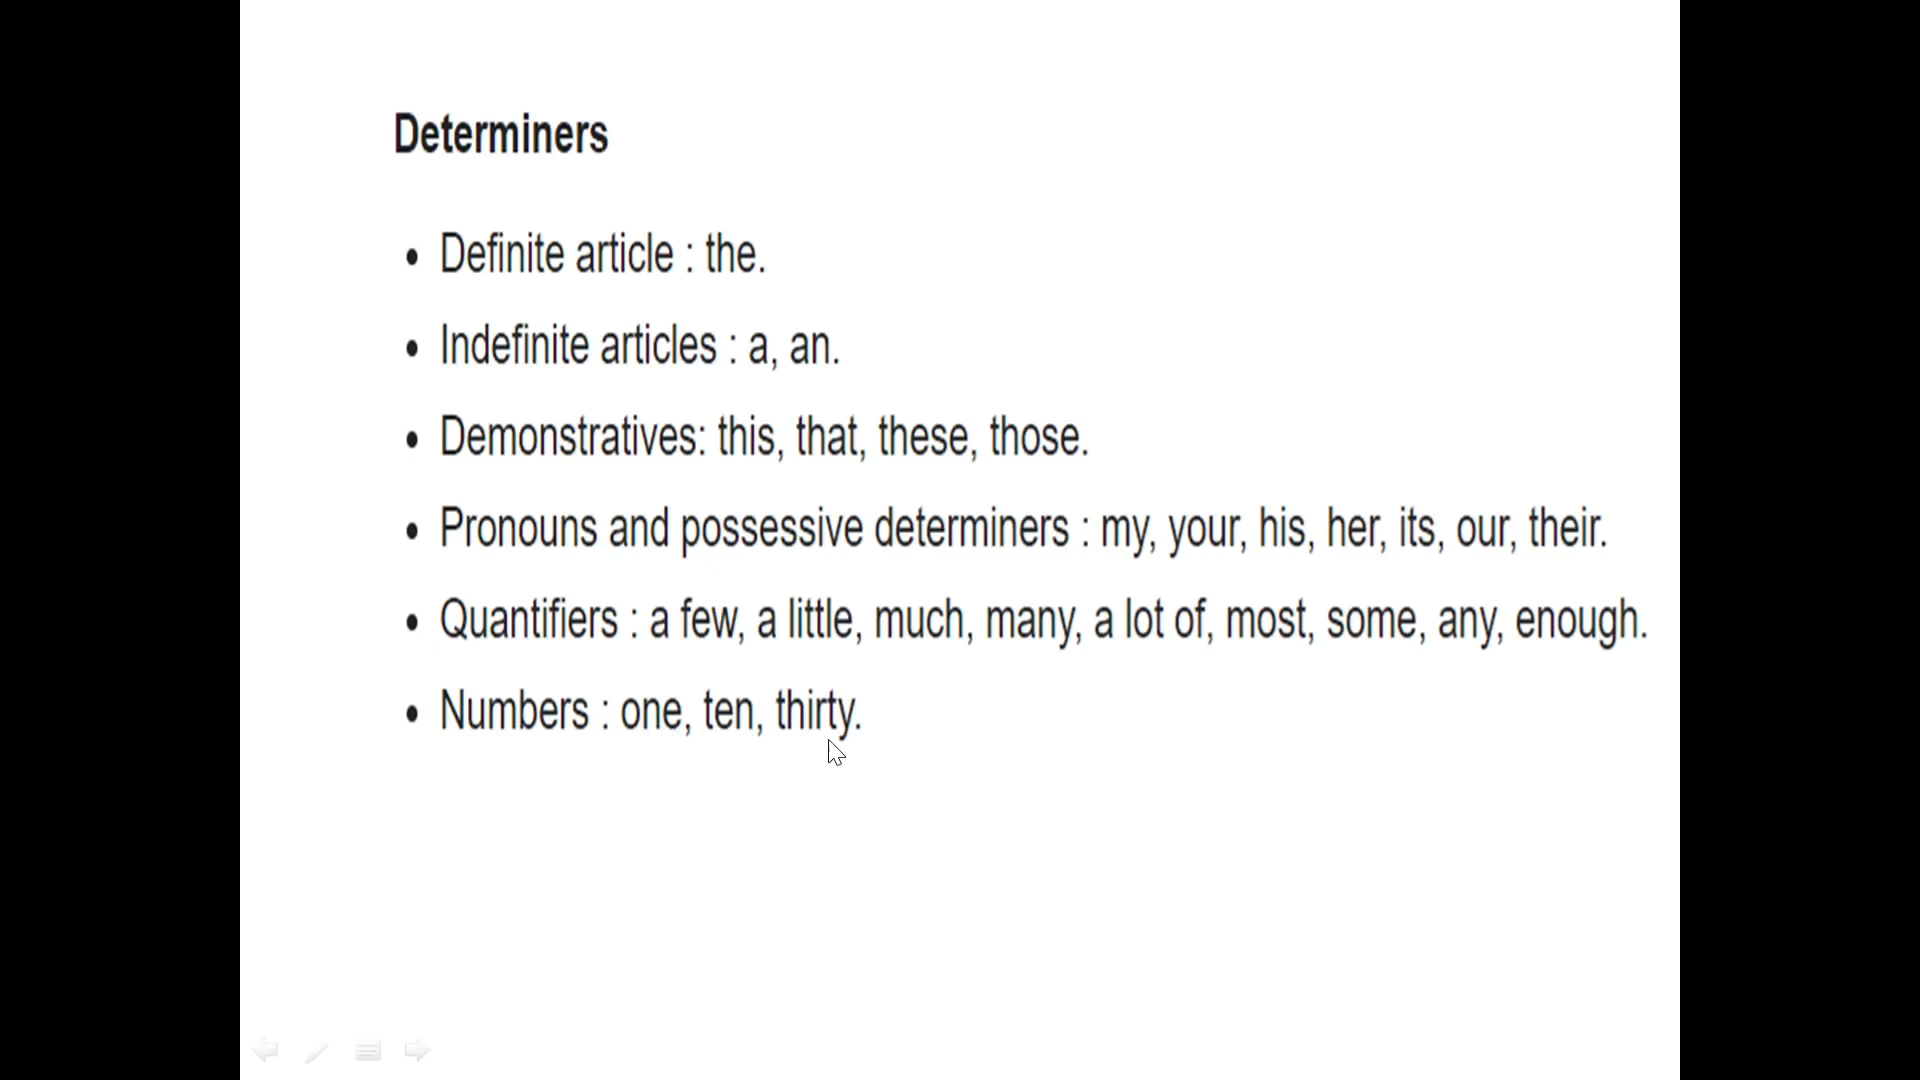 Determiners
• Definite article : the.
• Indefinite articles : a, an.
• Demonstratives: this, that, these, those.
• Pronouns and possessive determiners : my, your, his, her, its, our, their.
• Quantifiers : a few, a little, much, many, a lot of, most, some, any, enough.
• Numbers : one, ten, thirty.